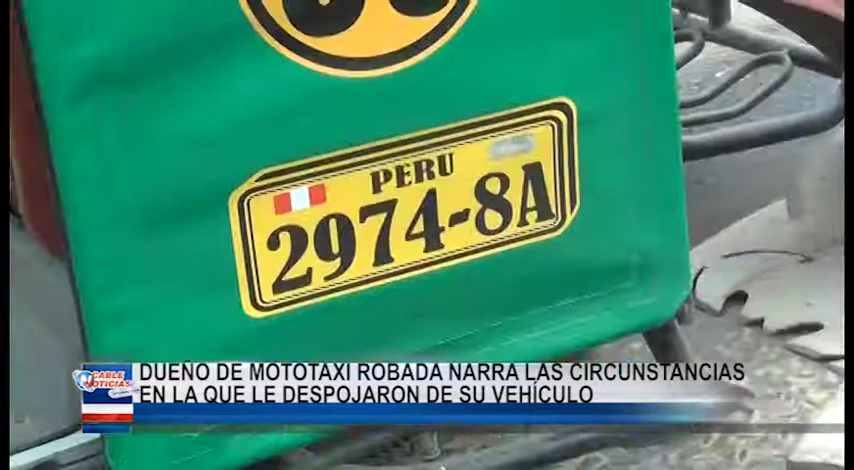 PERU
2974-8A
CABLE
NOTICIAS
DUEÑO DE MOTOTAXI ROBADA NARRA LAS CIRCUNSTANCIAS
EN LA QUE LE DESPOJARON DE SU VEHÍCULO